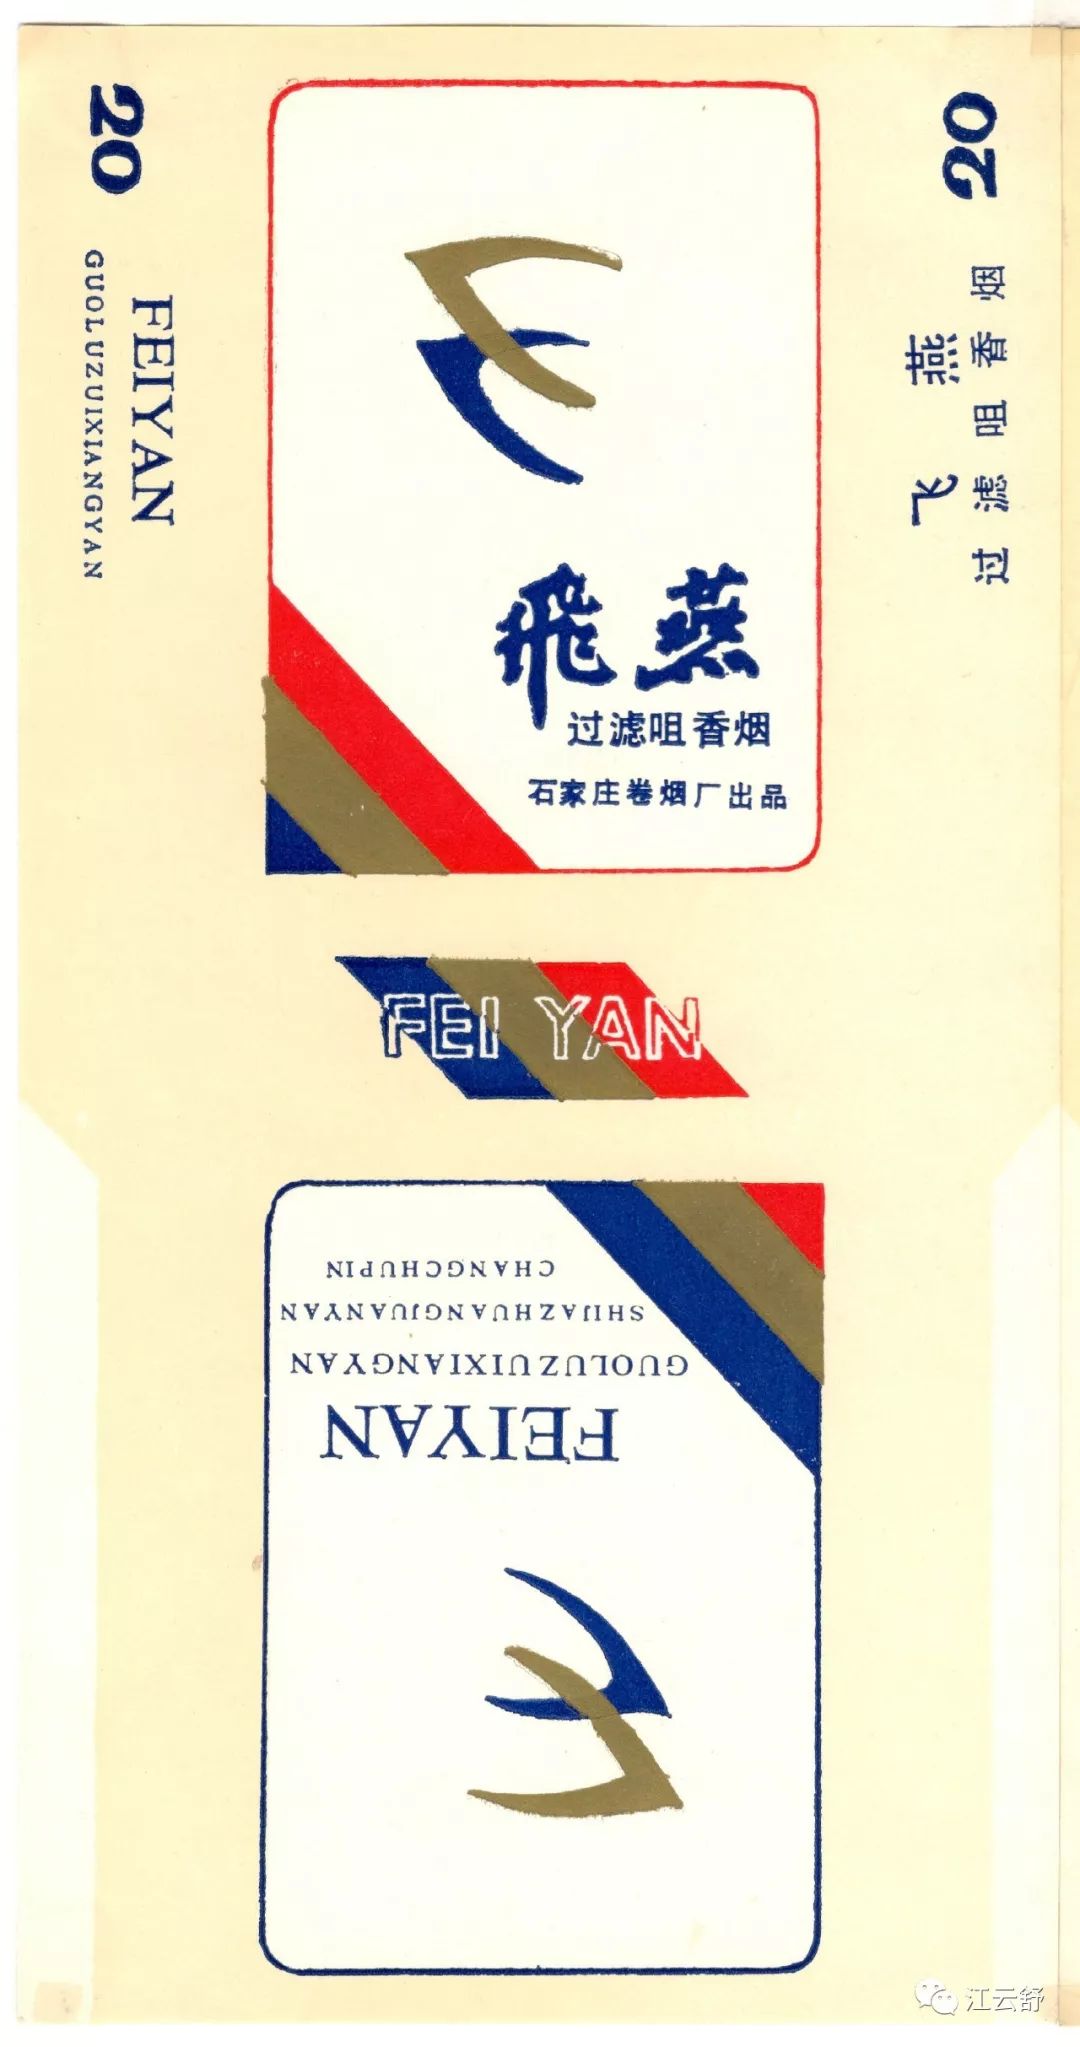 20
FEIYAN
GUOLUZUIXIANGYAN
飛燕
过滤咀香烟
石家庄卷烟厂出品
20
飞燕
过滤咀香烟
FEI YAN
FEIYAN
GUOLUZUIXIANGYAN
SHIJIAZHUANGJUANYAN
CHANGCHUPIN
江云舒